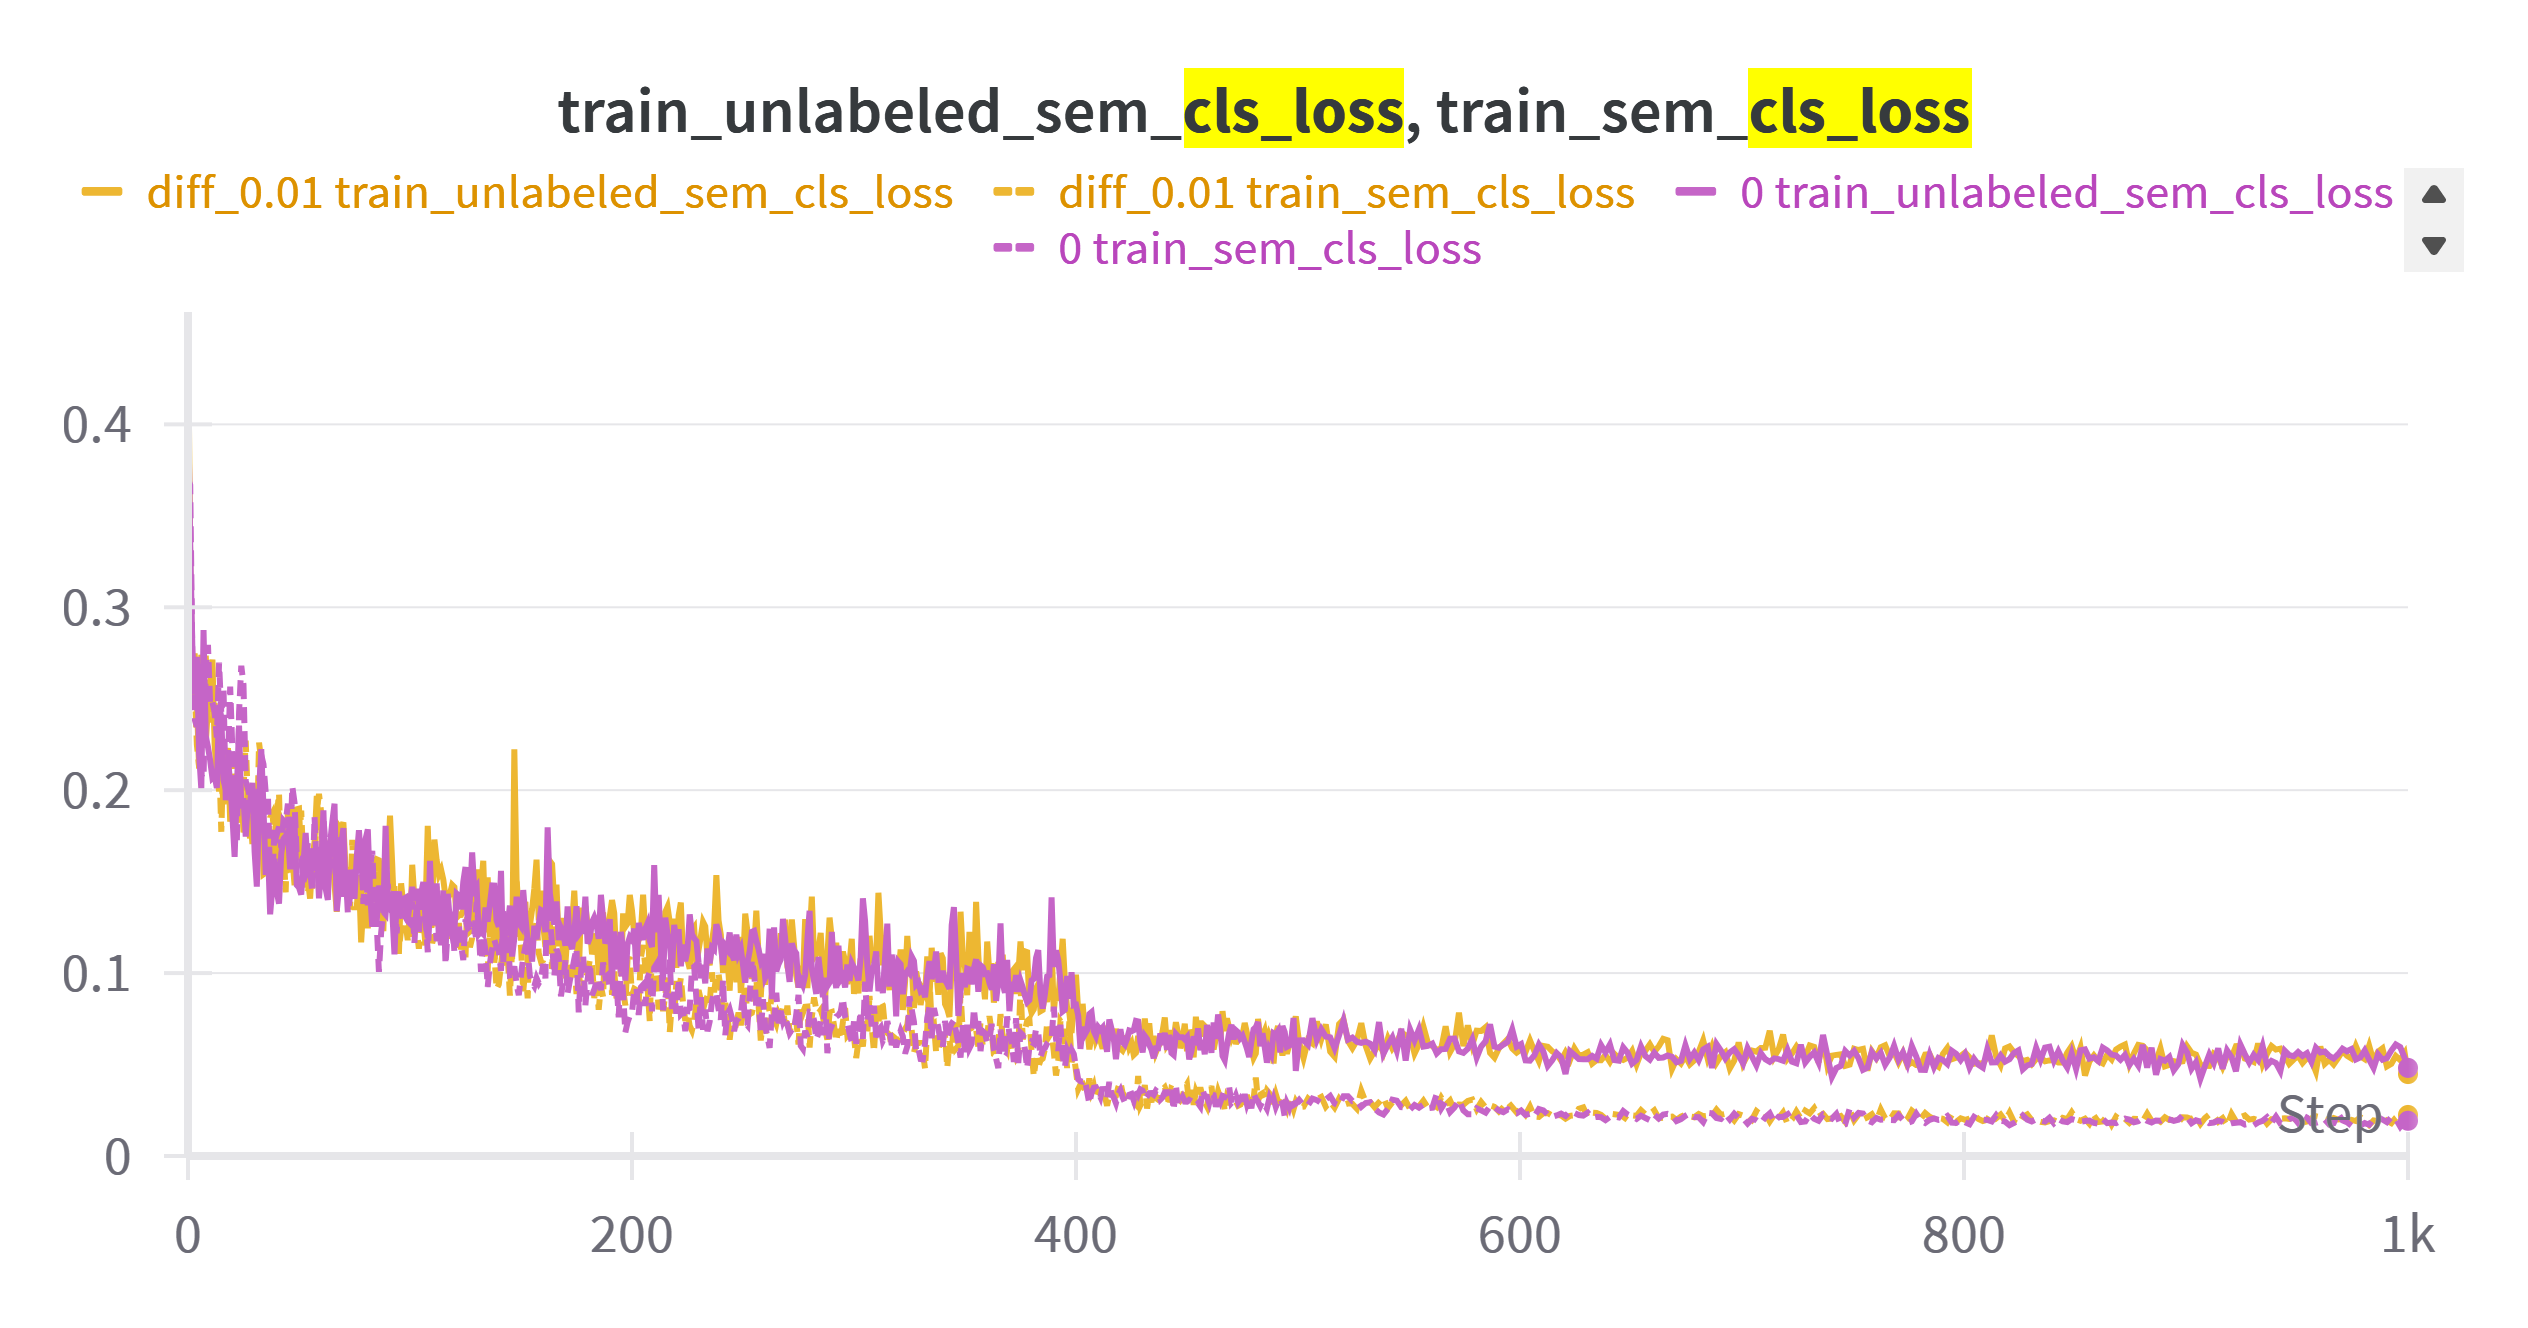 train_unlabeled_sem_cls_loss, train_sem_cls_loss
diff_0.01 train_unlabeled_sem_cls_loss diff_0.01 train_sem_cls_loss 0 train_unlabeled_sem_cls_loss
0 train_sem_cls_loss
0.4
0.3
0.2
0.1
Step
0
0 200 400 600 800 1k